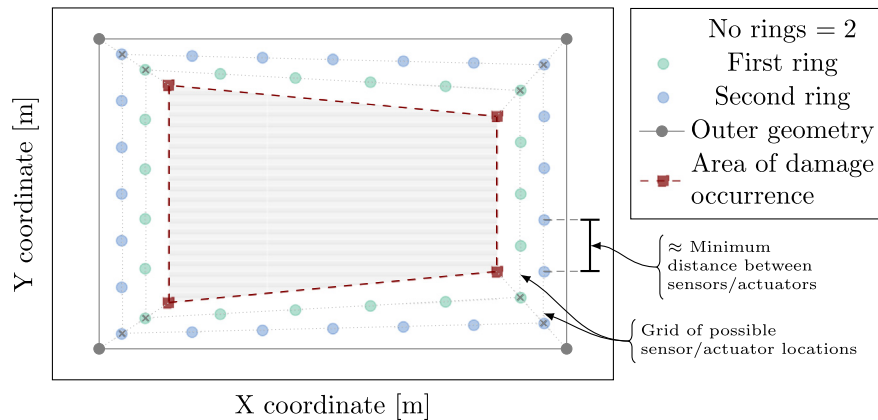 No rings = 2
First ring
Second ring
Outer geometry
Area of damage
occurrence
≈ Minimum
distance between
sensors/actuators
Grid of possible
sensor/actuator locations
Y coordinate [m]
X coordinate [m]